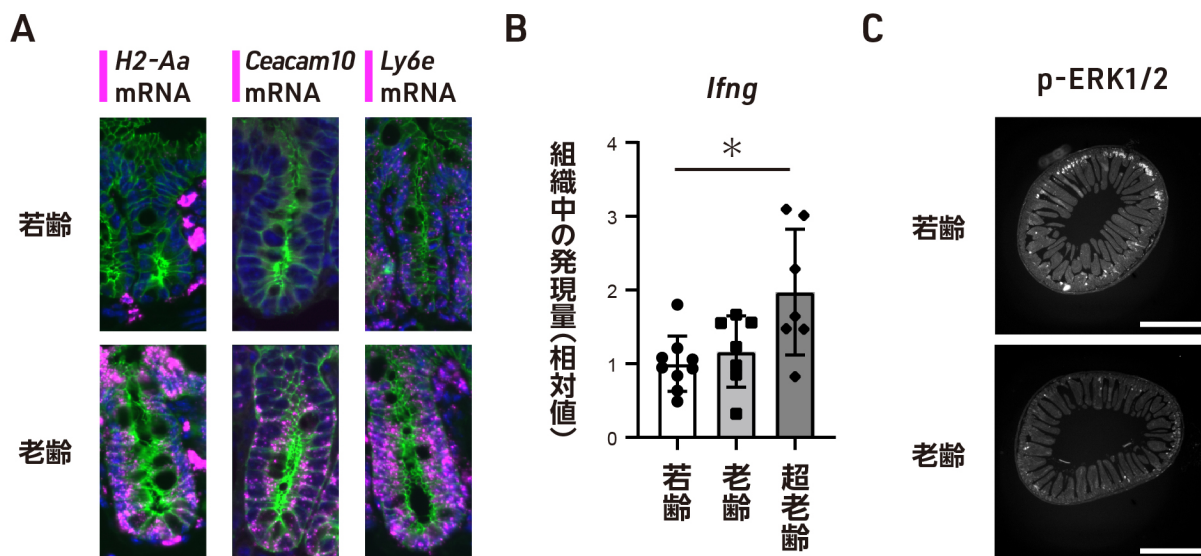 A
H2-Aa
mRNA
Ceacam10
mRNA
Ly6e
mRNA
若齢
老齢
B
Ifng
組織中の発現量(相対値)
4
3
2
1
0
*
若齢
老齢
超老齢
C
p-ERK1/2
若齢
老齢